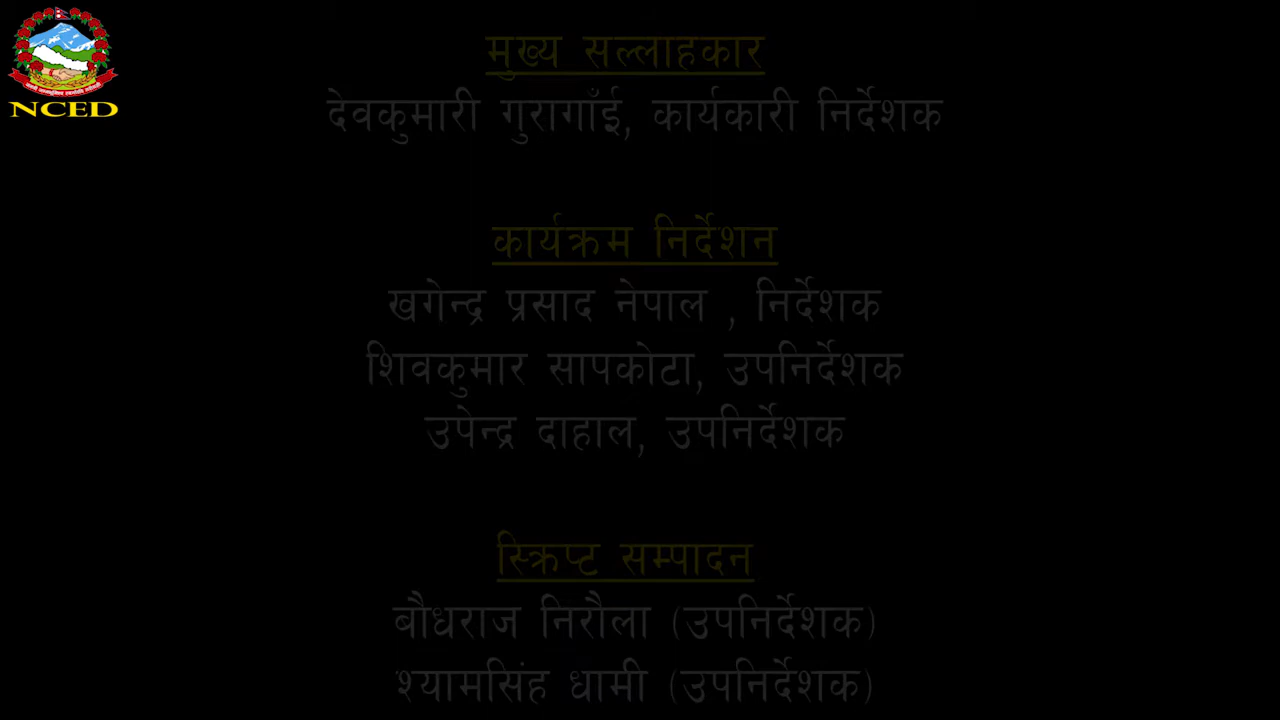 NCED
मुख्य सल्लाहकार
देवकुमारी गुरागाँई, कार्यकारी निर्देशक
कार्यक्रम निर्देशन
खगेन्द्र प्रसाद नेपाल , निर्देशक
शिवकुमार सापकोटा, उपनिर्देशक
उपेन्द्र दाहाल, उपनिर्देशक
स्क्रिप्ट सम्पादन
बौधराज निरौला (उपनिर्देशक)
श्यामसिंह धामी (उपनिर्देशक)